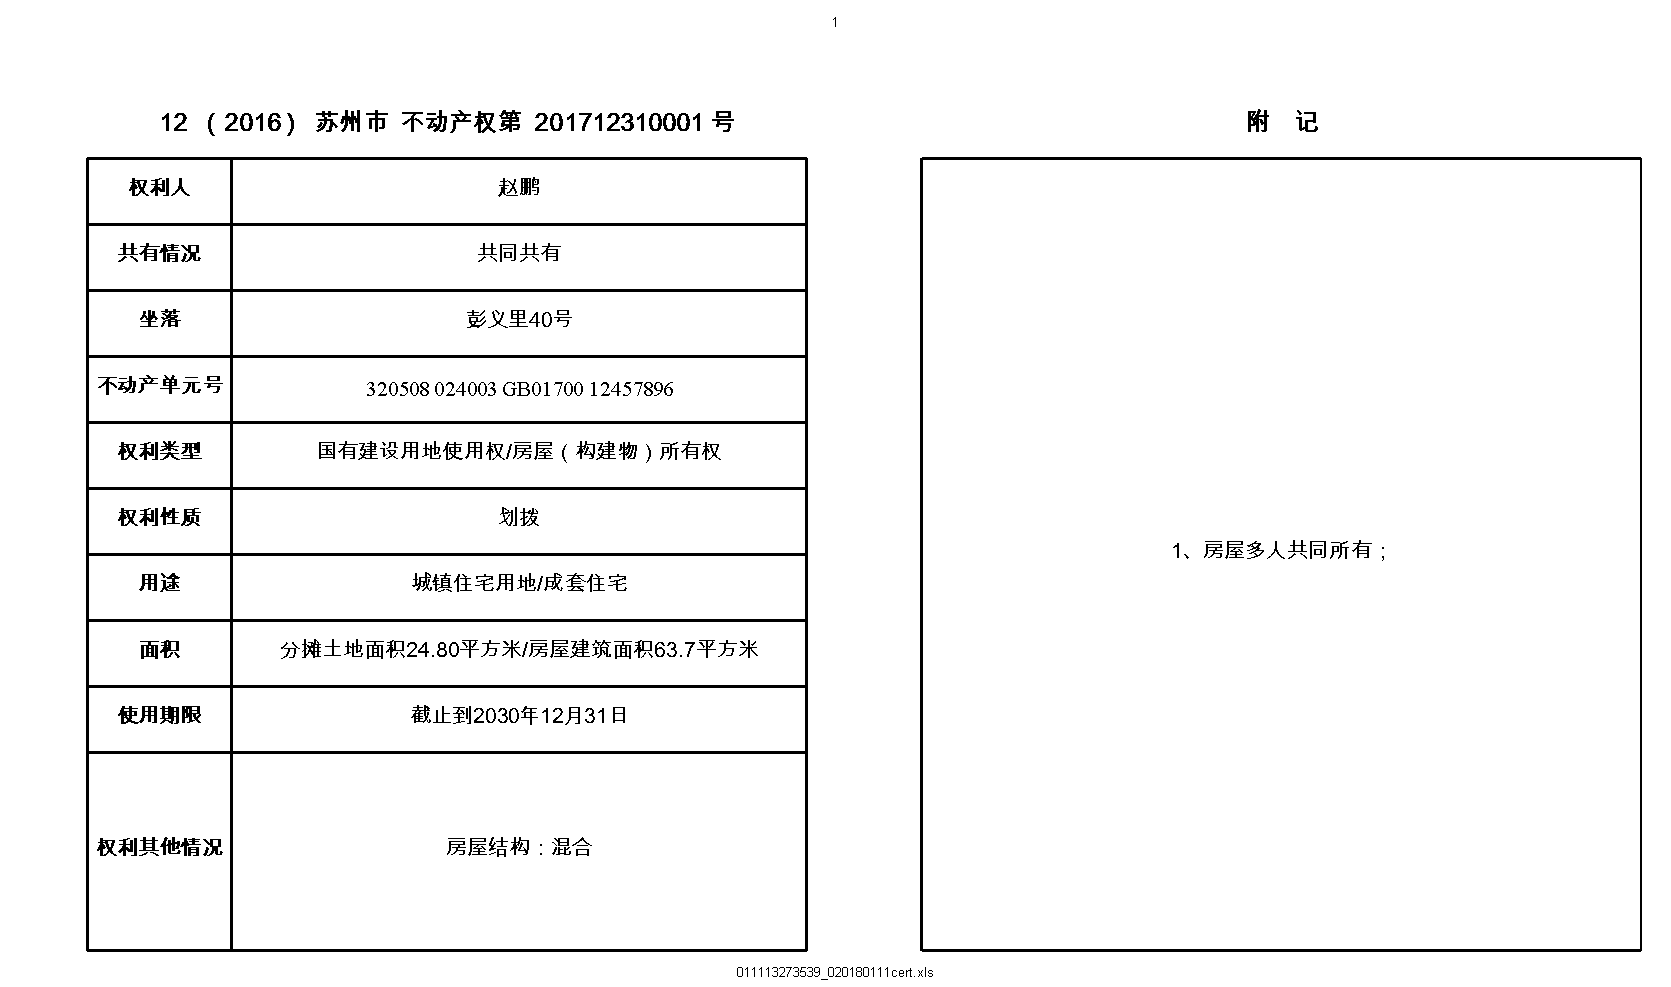 1
12 （2016） 苏州市 不动产权第 201712310001 号
权利人 赵鹏
共有情况 共同共有
坐落 彭义里40号
不动产单元号 320508 024003 GB01700 12457896
权利类型 国有建设用地使用权/房屋（构建物）所有权
权利性质 划拨
用途 城镇住宅用地/成套住宅
面积 分摊土地面积24.80平方米/房屋建筑面积63.7平方米
使用期限 截止到2030年12月31日
权利其他情况 房屋结构：混合
附 记
1、房屋多人共同所有；
011113273539_020180111cert.xls